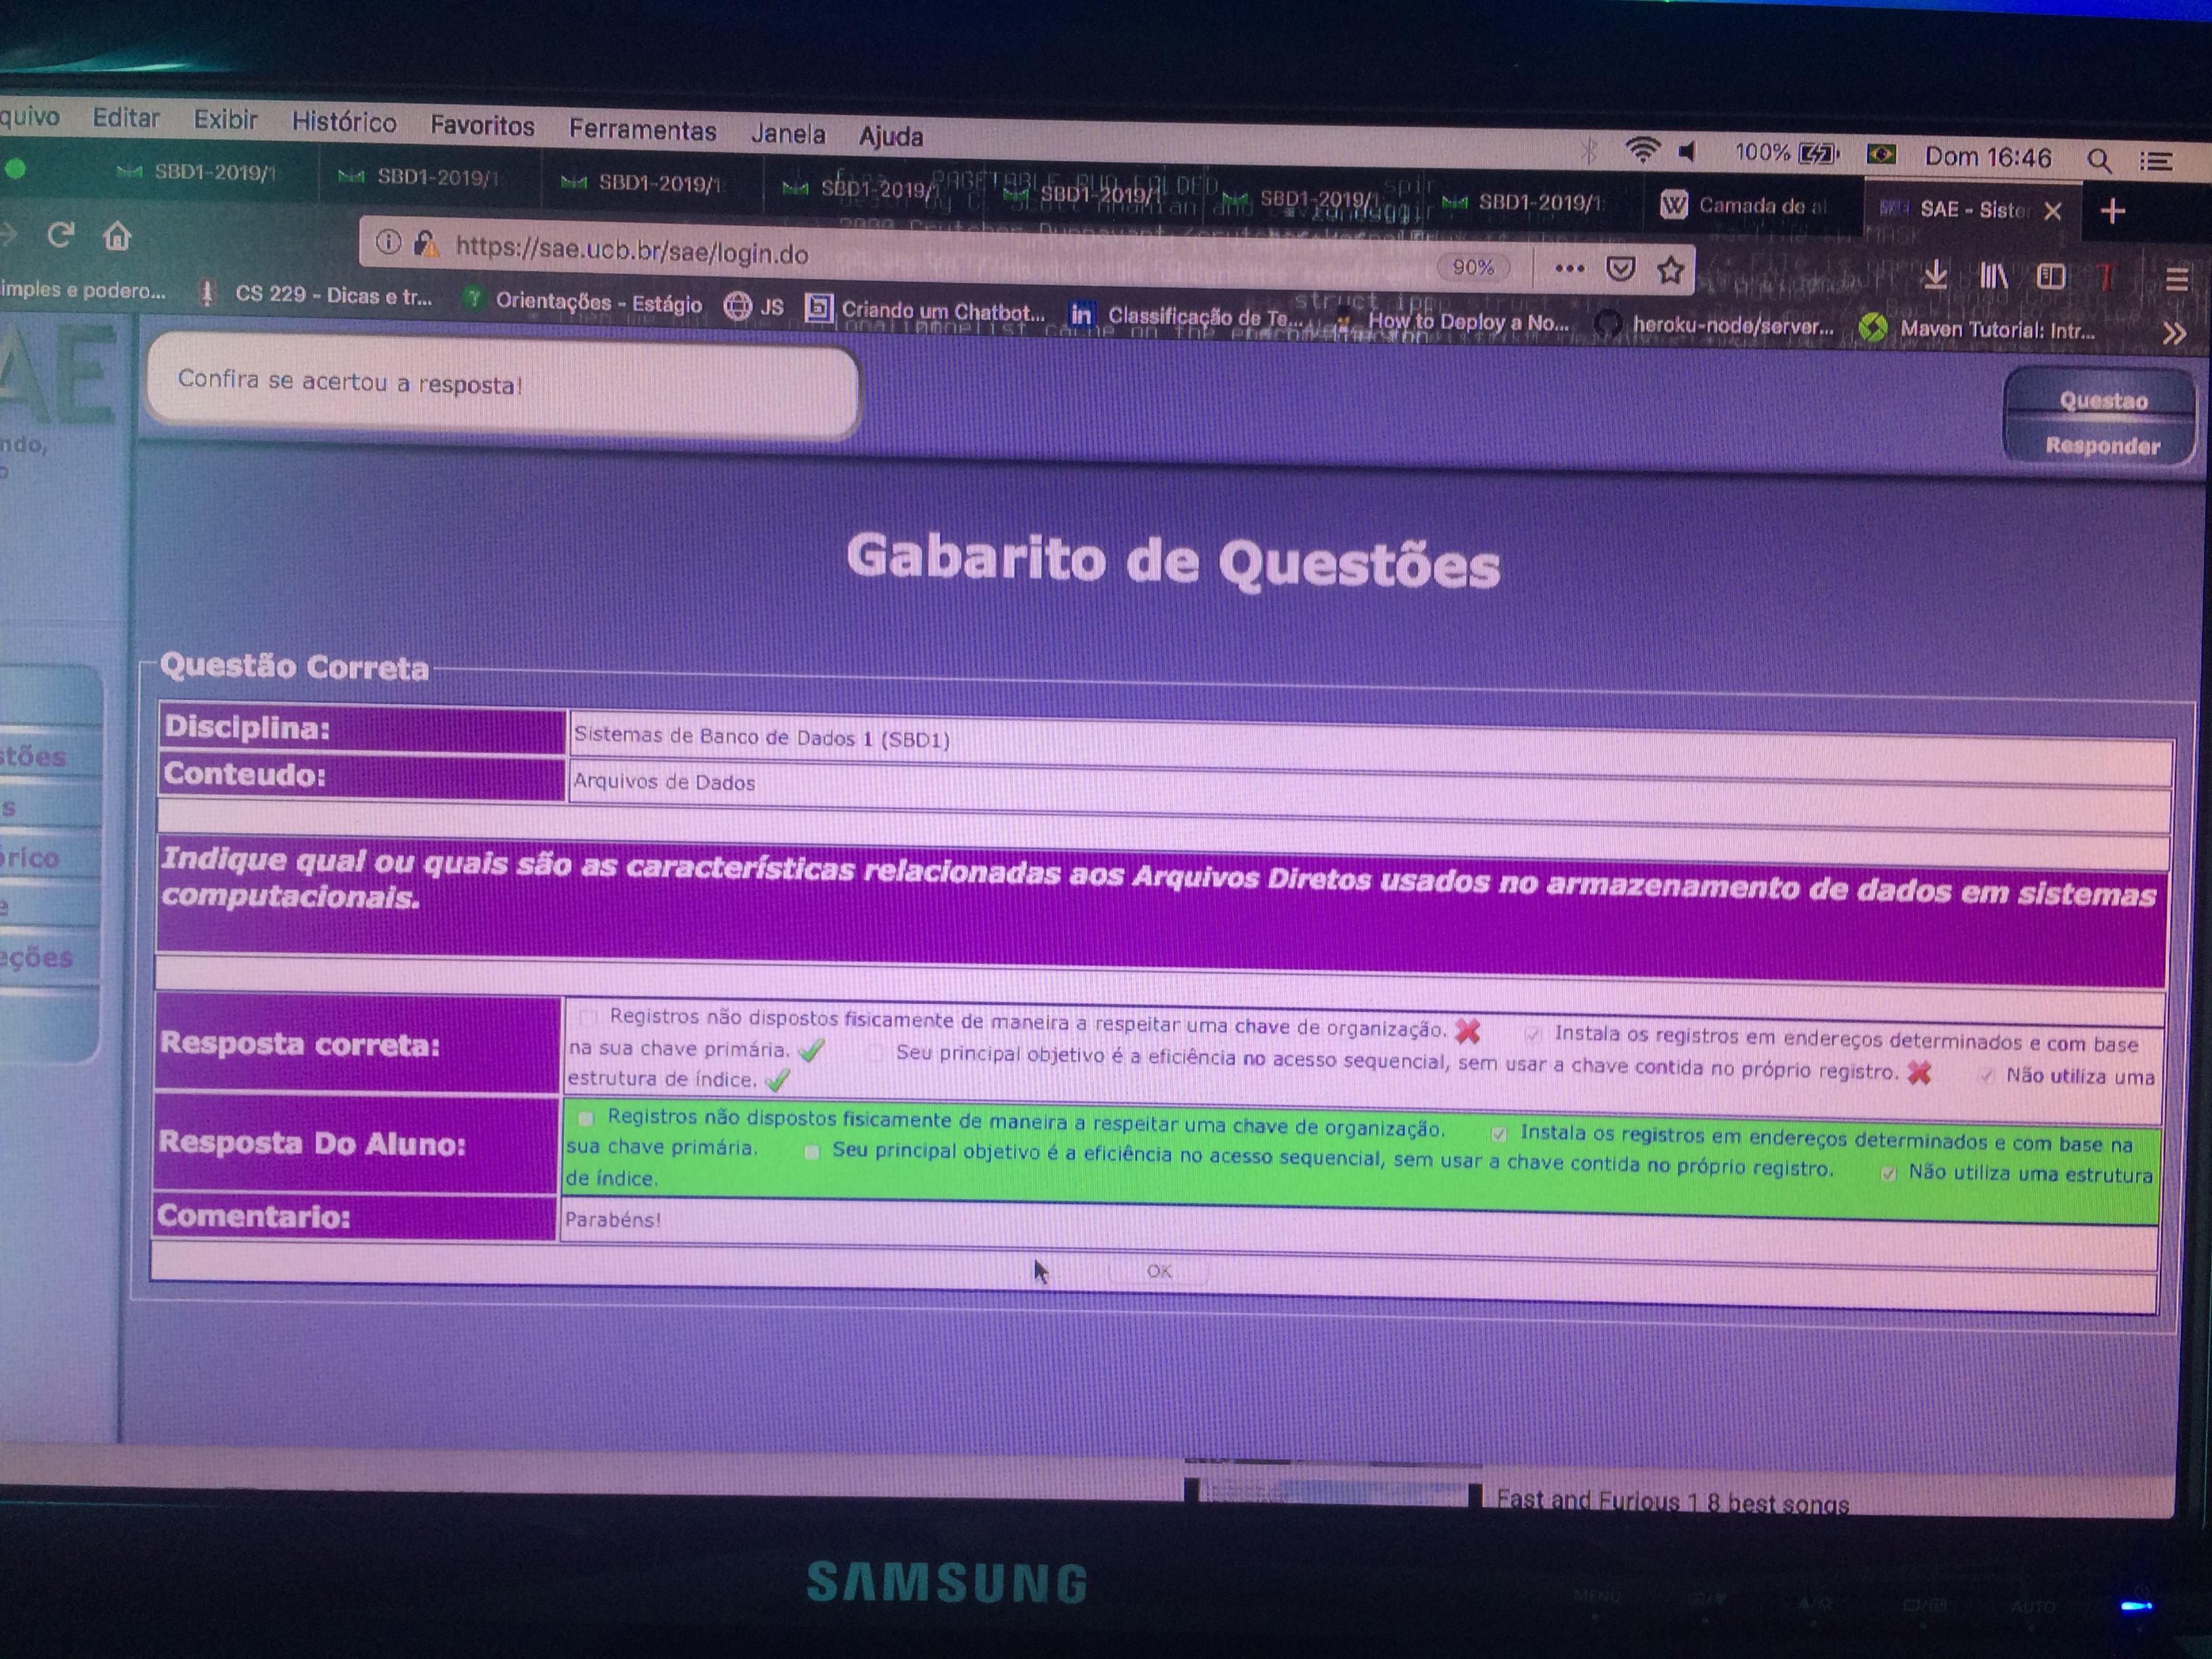 quivo Editar Exibir Histórico Favoritos Ferramentas Janela Ajuda 100% Dom 16:46
SBD1-2019/1 SBD1-2019/1 SBD1-2019/1 SBD1-2019/1 SBD1-2019/1 SBD1-2019/1 SBD1-2019/1 W Camada de al SAE - Siste
https://sae.ucb.br/sae/login.do 90%
imples e podero... CS 229 - Dicas e tr... Orientações - Estágio JS Criando um Chatbot... in Classificação de Te... How to Deploy a No... heroku-node/server... Maven Tutorial: Intr...
AE
ndo,
o
Confira se acertou a resposta!
Questao
Responder
Gabarito de Questões
Questão Correta
stões
s
órico
e
eções
Disciplina: Sistemas de Banco de Dados 1 (SBD1)
Conteudo: Arquivos de Dados
Indique qual ou quais são as características relacionadas aos Arquivos Diretos usados no armazenamento de dados em sistemas
computacionais.
Resposta correta:
Registros não dispostos fisicamente de maneira a respeitar uma chave de organização. Instala os registros em endereços determinados e com base
na sua chave primária. Seu principal objetivo é a eficiência no acesso sequencial, sem usar a chave contida no próprio registro. Não utiliza uma
estrutura de índice.
Resposta Do Aluno:
Registros não dispostos fisicamente de maneira a respeitar uma chave de organização. Instala os registros em endereços determinados e com base na
sua chave primária. Seu principal objetivo é a eficiência no acesso sequencial, sem usar a chave contida no próprio registro. Não utiliza uma estrutura
de índice.
Comentario: Parabéns!
OK
Fast and Furious 1 8 best songs
SAMSUNG
MENU AUTO